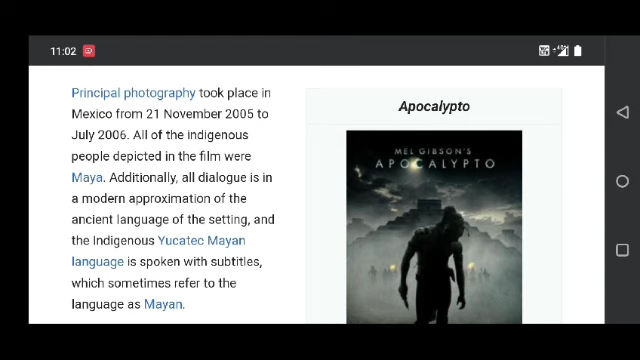 11:02
Principal photography took place in
Mexico from 21 November 2005 to
July 2006. All of the indigenous
people depicted in the film were
Maya. Additionally, all dialogue is in
a modern approximation of the
ancient language of the setting, and
the Indigenous Yucatec Mayan
language is spoken with subtitles,
which sometimes refer to the
language as Mayan.
Apocalypto
MEL GIBSON'S
APOCALYPTO